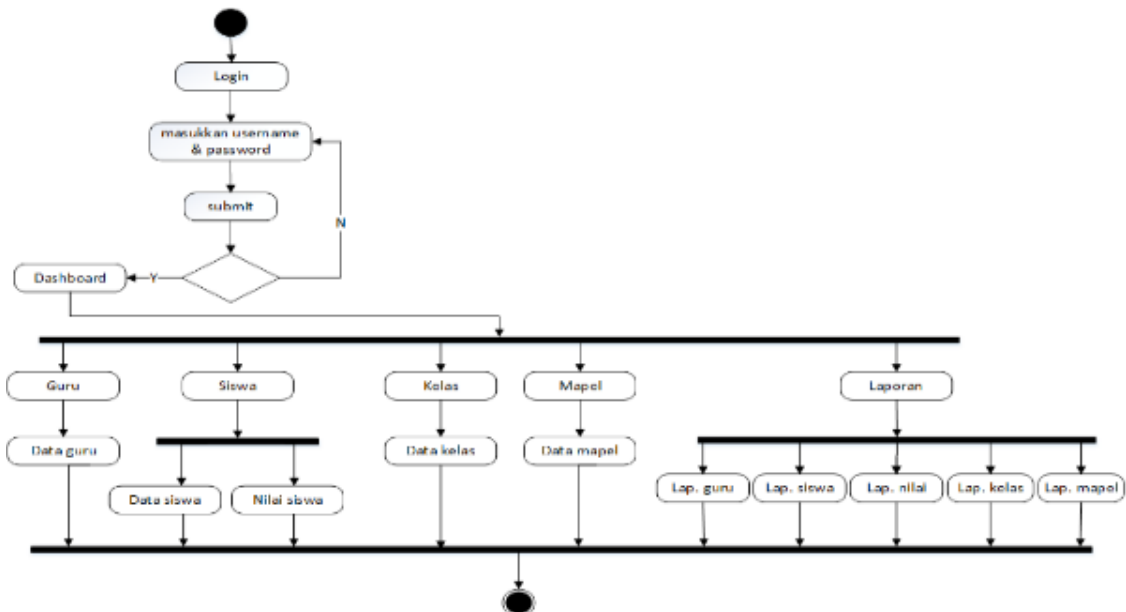 Login
masukkan username
& password
submit
N
Dashboard
Y
Guru
Siswa
Kelas
Mapel
Laporan
Data guru
Data kelas
Data mapel
Data siswa
Nilai siswa
Lap. guru
Lap. siswa
Lap. nilai
Lap. kelas
Lap. mapel